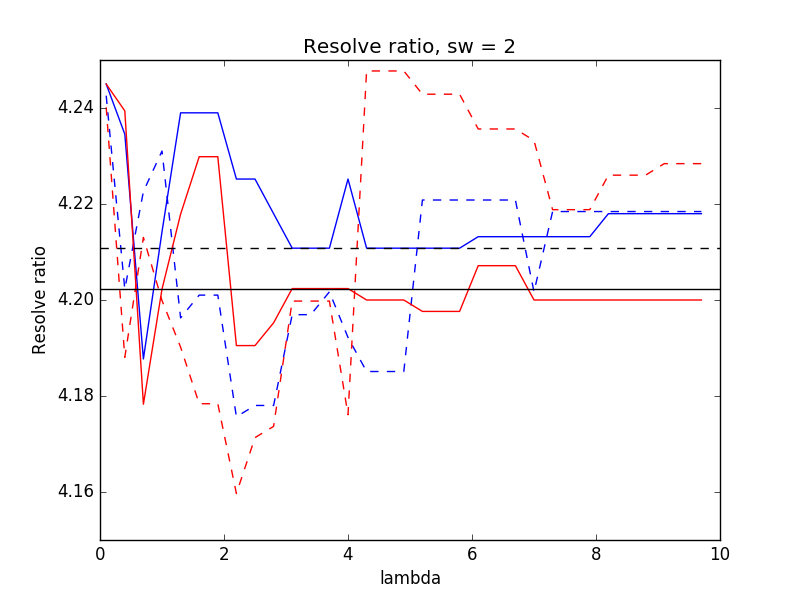 Resolve ratio, sw = 2
Resolve ratio
4.24
4.22
4.20
4.18
4.16
0 2 4 6 8 10
lambda